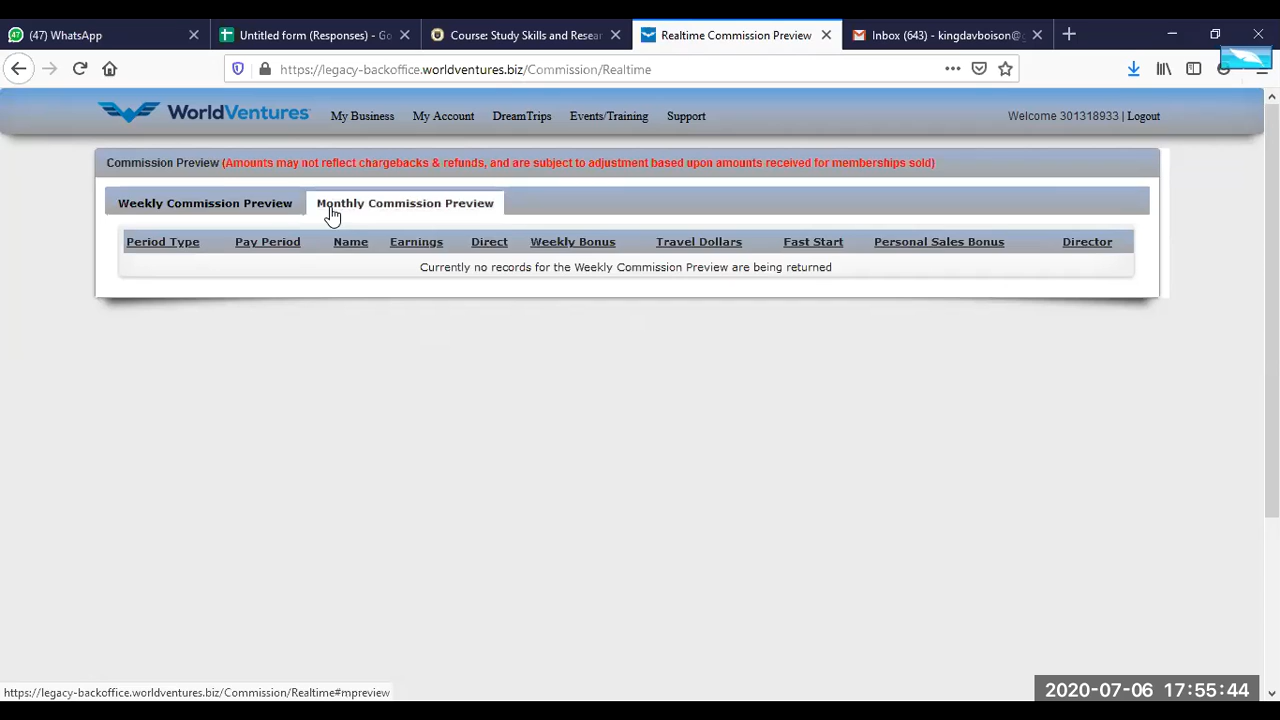 (47) WhatsApp
Untitled form (Responses) - Go
Course: Study Skills and Resear
Realtime Commission Preview
Inbox (643) - kingdavboison@g
https://legacy-backoffice.worldventures.biz/Commission/Realtime
WorldVentures
My Business
My Account
DreamTrips
Events/Training
Support
Welcome 301318933 | Logout
Commission Preview (Amounts may not reflect chargebacks & refunds, and are subject to adjustment based upon amounts received for memberships sold)
Weekly Commission Preview
Monthly Commission Preview
Period Type Pay Period Name Earnings Direct Weekly Bonus Travel Dollars Fast Start Personal Sales Bonus Director
Currently no records for the Weekly Commission Preview are being returned
https://legacy-backoffice.worldventures.biz/Commission/Realtime#mpreview
2020-07-06 17:55:44